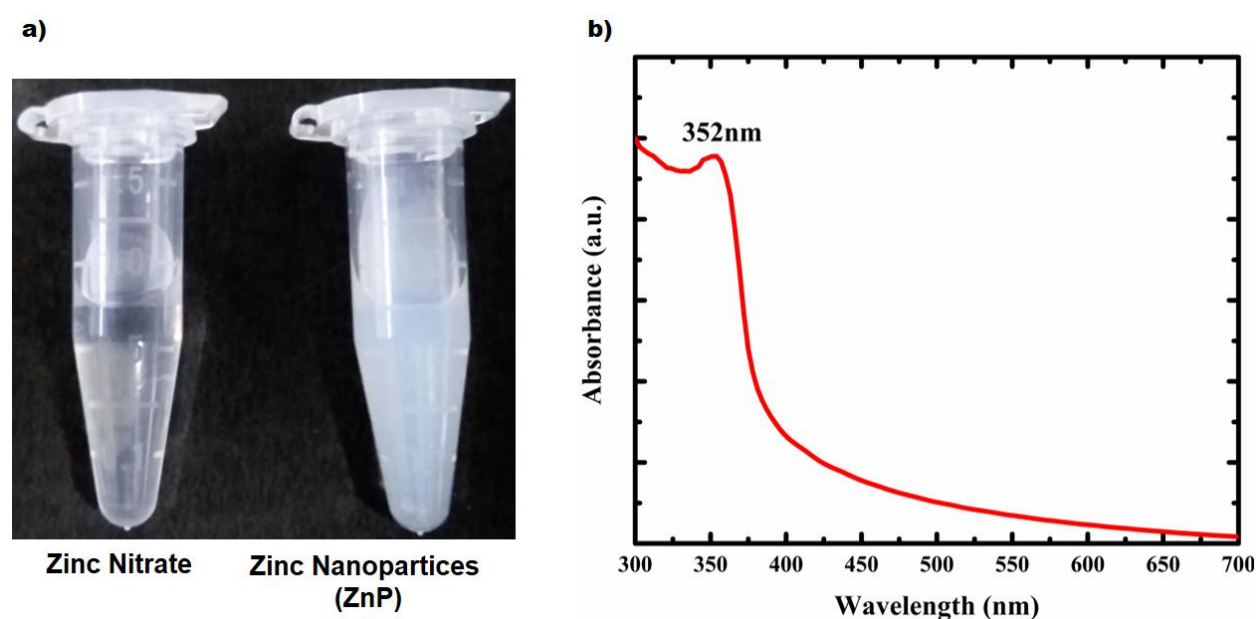 a)
Zinc Nitrate
Zinc Nanopartices
(ZnP)
b)
352nm
Absorbance (a.u.)
300 350 400 450 500 550 600 650 700
Wavelength (nm)